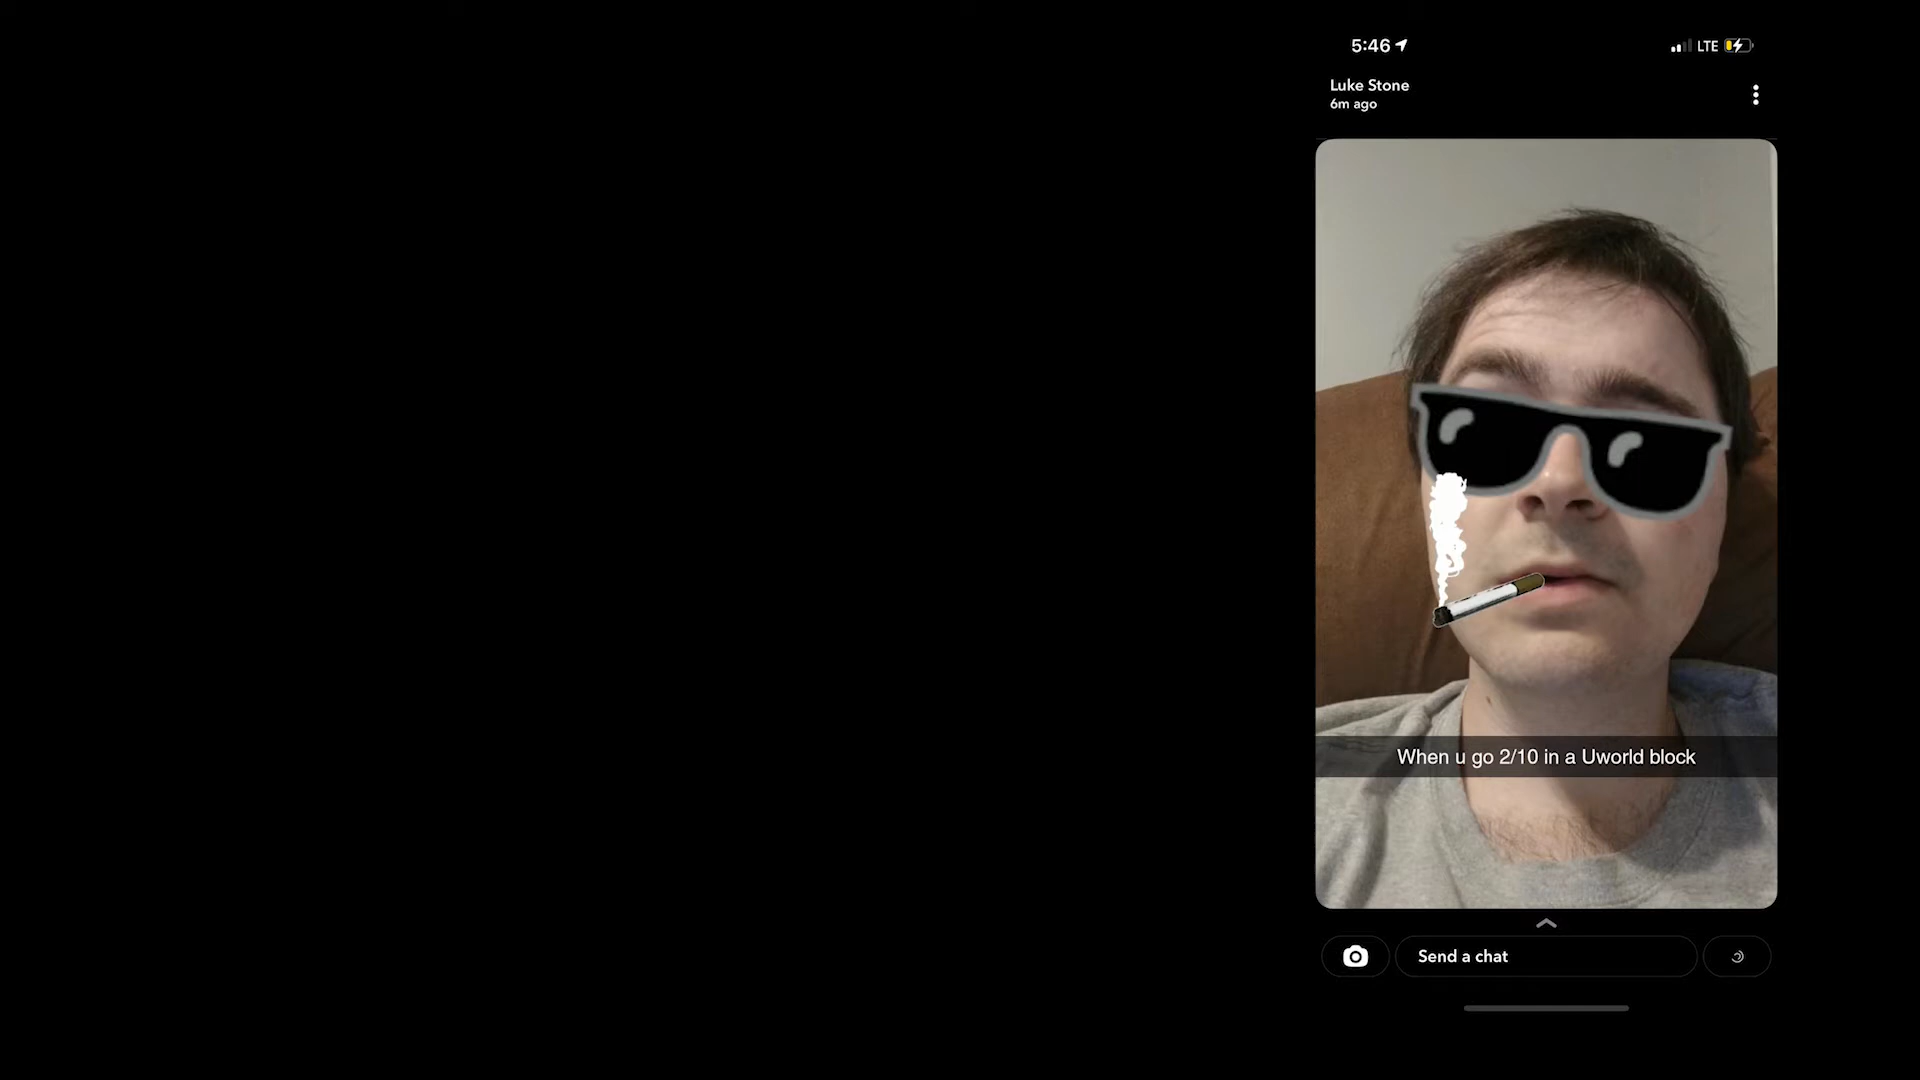 5:46
LTE
Luke Stone
6m ago
When u go 2/10 in a Uworld block
Send a chat